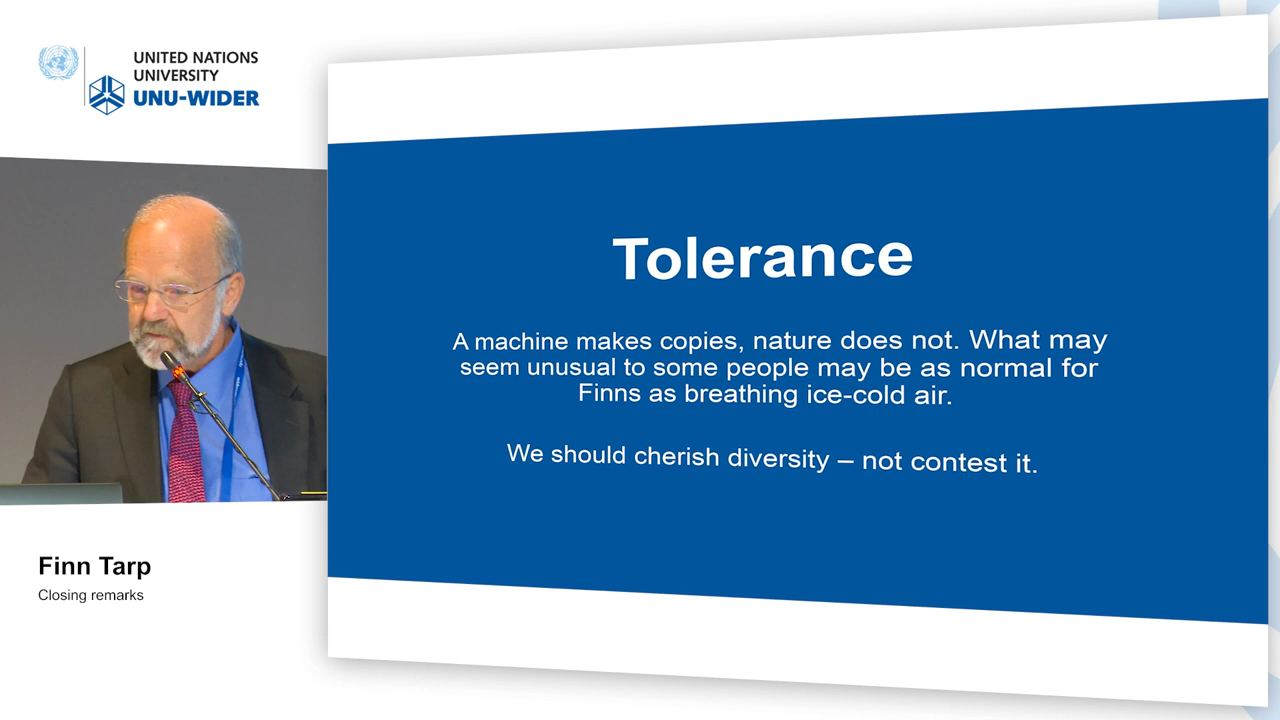 UNITED NATIONS
UNIVERSITY
UNU-WIDER
Tolerance
A machine makes copies, nature does not. What may
seem unusual to some people may be as normal for
Finns as breathing ice-cold air.
We should cherish diversity – not contest it.
Finn Tarp
Closing remarks